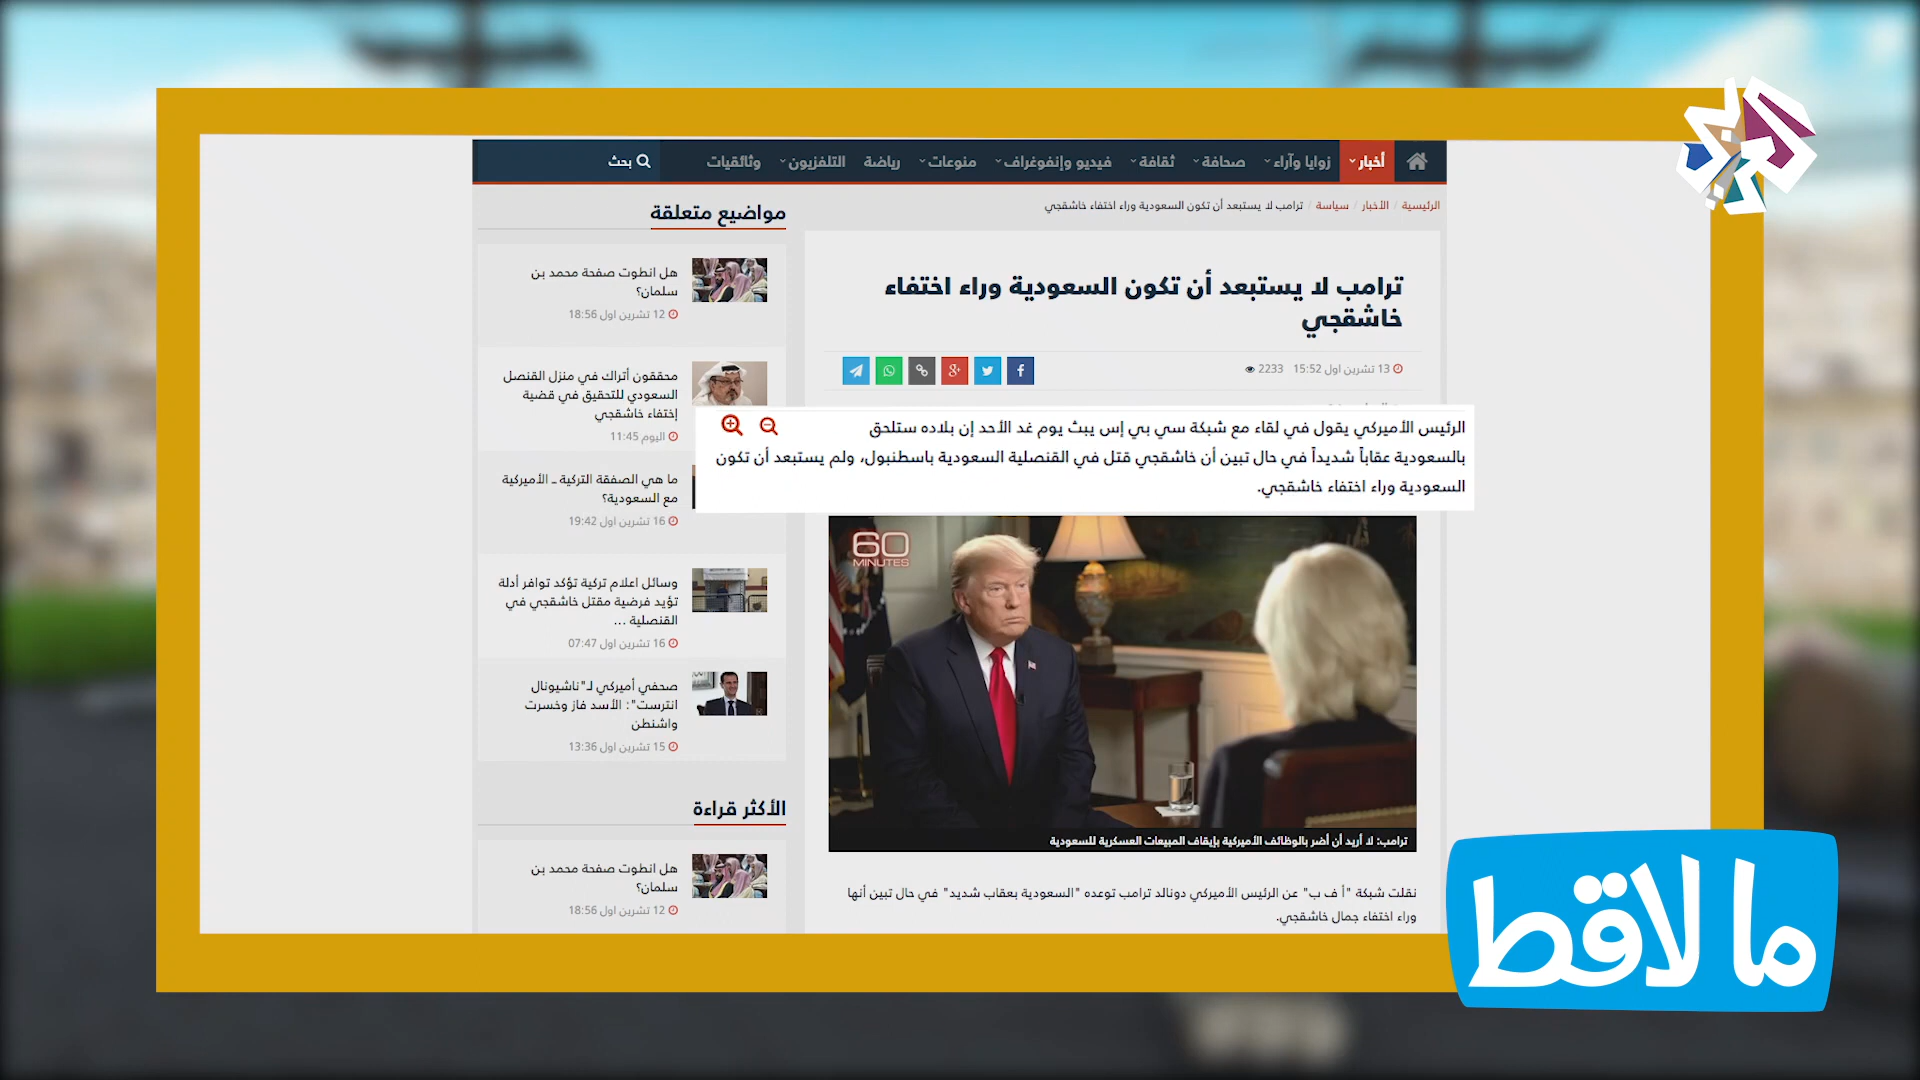 أخبار
زوايا وآراء
صحافة
ثقافة
فيديو وإنفوغراف
منوعات
رياضة
التلفزيون
وثائقيات
بحث
الرئيسية / الأخبار / سياسة / ترامب لا يستبعد أن تكون السعودية وراء اختفاء خاشقجي
ترامب لا يستبعد أن تكون السعودية وراء اختفاء
خاشقجي
13 تشرين اول 15:52 2233
الرئيس الأميركي يقول في لقاء مع شبكة سي بي إس يبث يوم غد الأحد إن بلاده ستلحق
بالسعودية عقاباً شديداً في حال تبين أن خاشقجي قتل في القنصلية السعودية باسطنبول، ولم يستبعد أن تكون
السعودية وراء اختفاء خاشقجي.
60
MINUTES
ترامب: لا أريد أن أضر بالوظائف الأميركية بإيقاف المبيعات العسكرية للسعودية
نقلت شبكة "أ ف ب" عن الرئيس الأميركي دونالد ترامب توعده "السعودية بعقاب شديد" في حال تبين أنها
وراء اختفاء جمال خاشقجي.
مواضيع متعلقة
هل انطوت صفحة محمد بن
سلمان؟
12 تشرين اول 18:56
محققون أتراك في منزل القنصل
السعودي للتحقيق في قضية
إختفاء خاشقجي
اليوم 11:45
ما هي الصفقة التركية ـ الأميركية
مع السعودية؟
16 تشرين اول 19:42
وسائل اعلام تركية تؤكد توافر أدلة
تؤيد فرضية مقتل خاشقجي في
القنصلية ...
16 تشرين اول 07:47
صحفي أميركي لـ"ناشيونال
انترست": الأسد فاز وخسرت
واشنطن
15 تشرين اول 13:36
الأكثر قراءة
هل انطوت صفحة محمد بن
سلمان؟
12 تشرين اول 18:56
ما لاقط
العربي